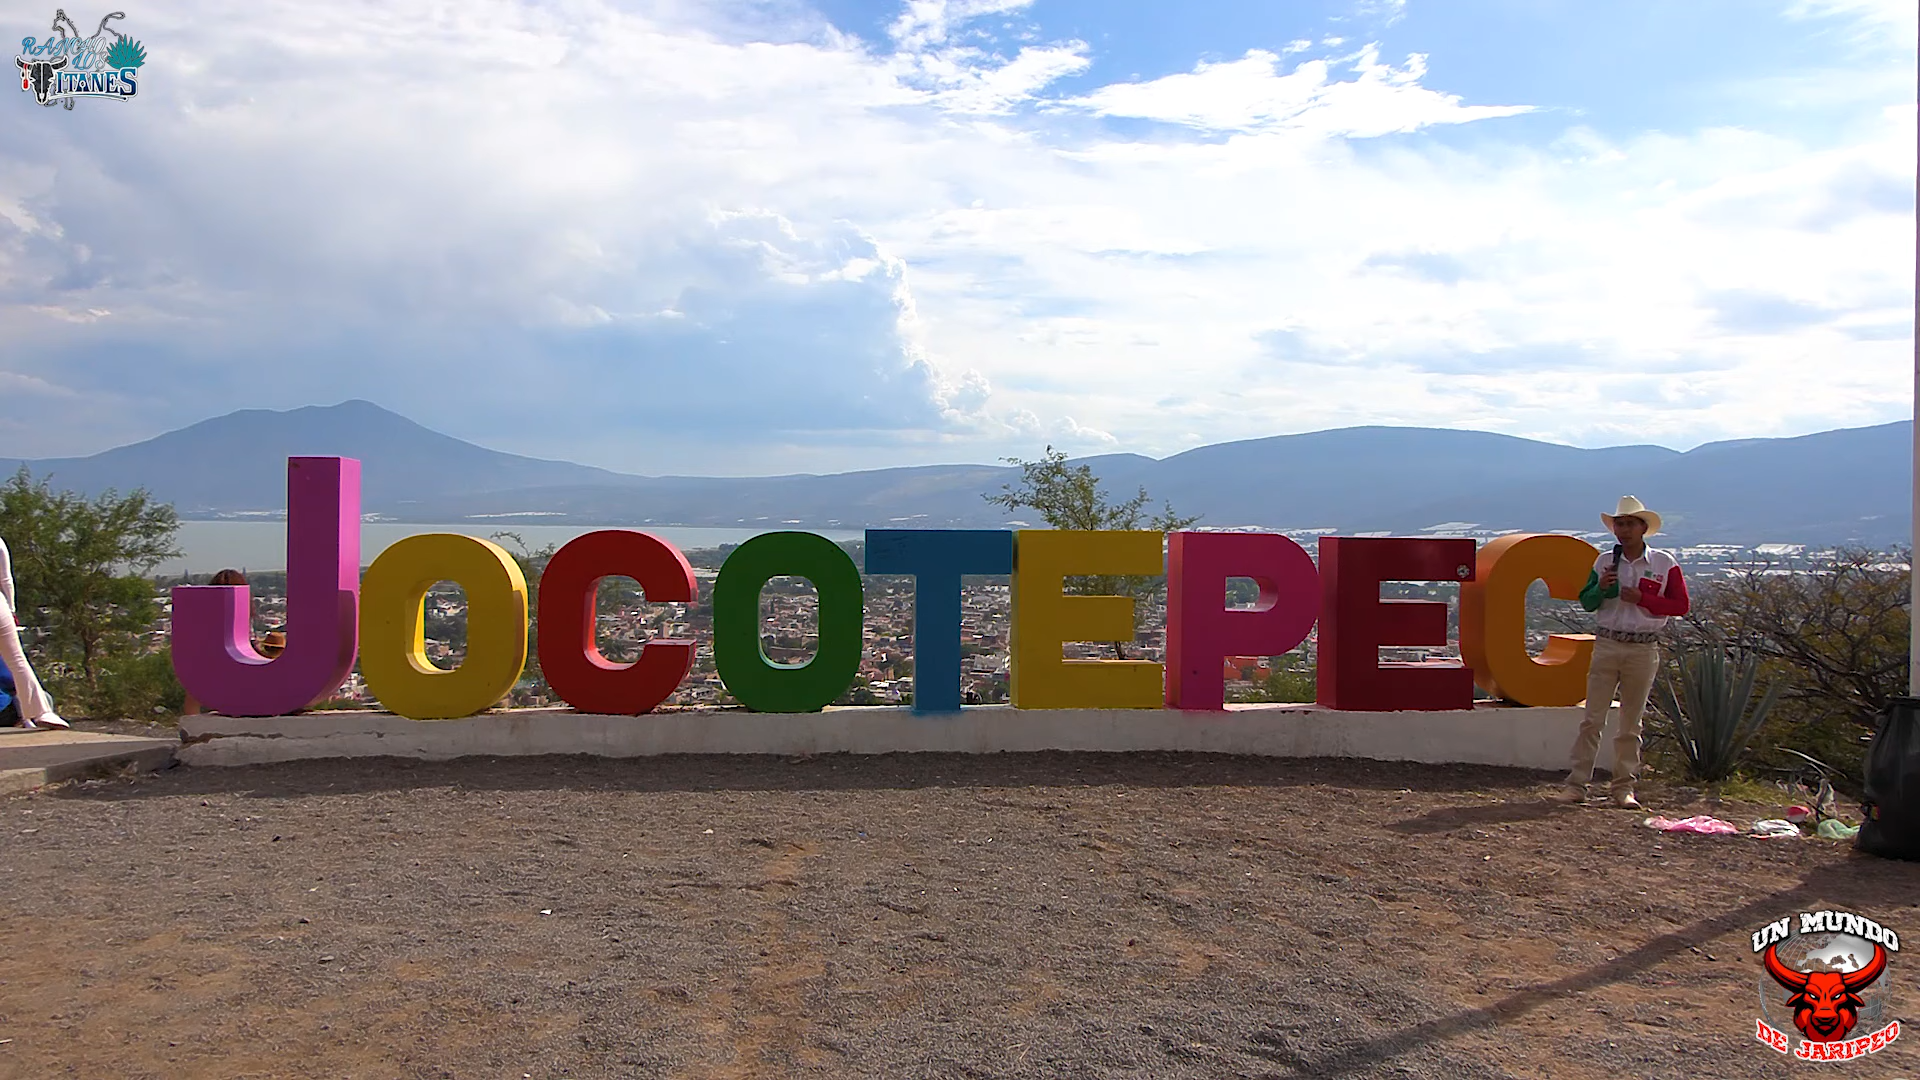 RANCHO
LOS
TITANES
JOCOTEPEC
UN MUNDO
DE JARIPEO